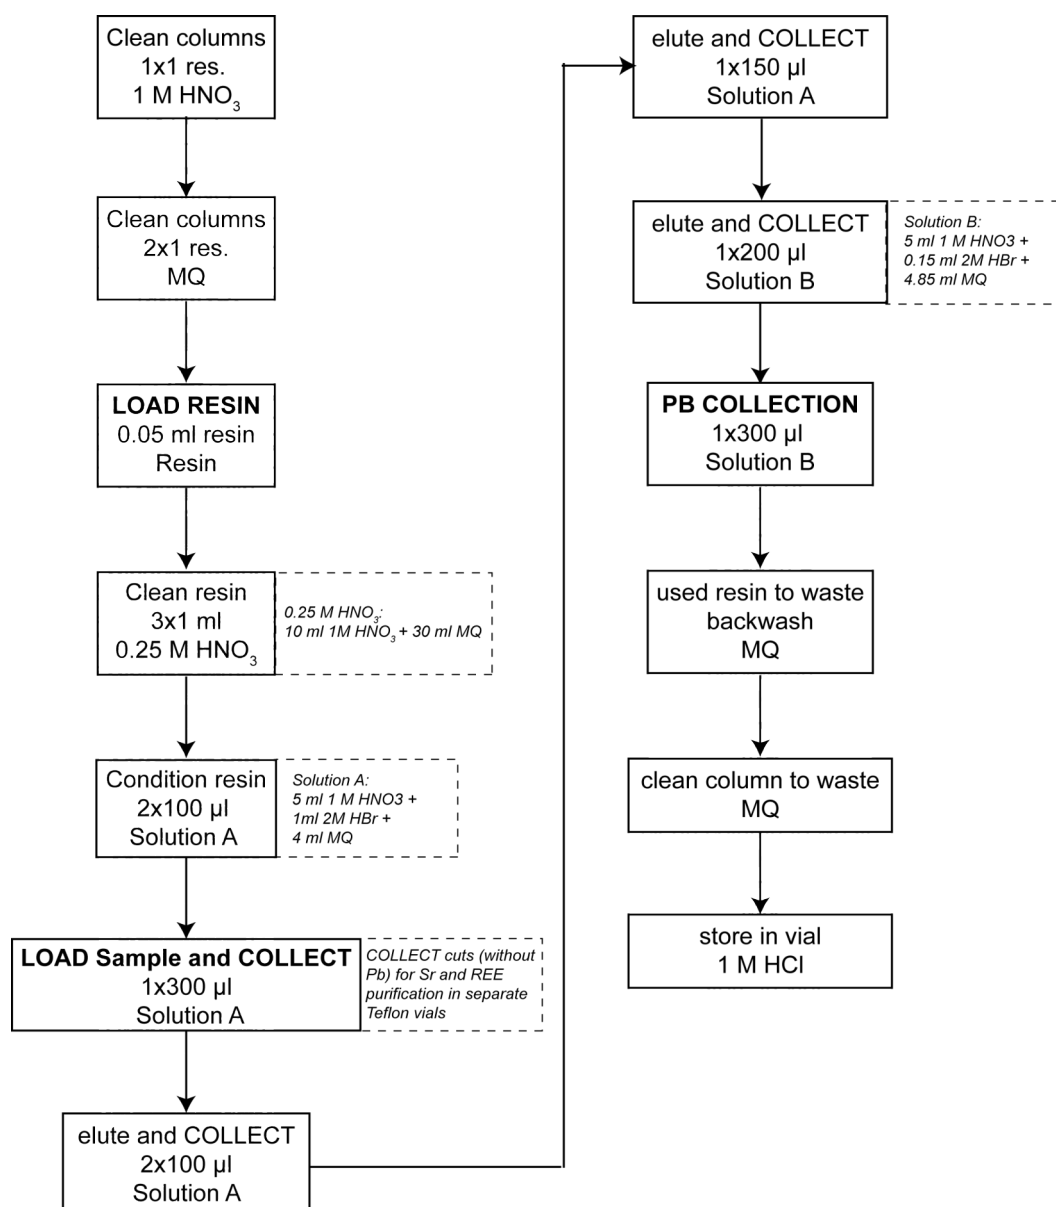 Clean columns
1x1 res.
1 M HNO₃
Clean columns
2x1 res.
MQ
LOAD RESIN
0.05 ml resin
Resin
Clean resin
3x1 ml
0.25 M HNO₃
0.25 M HNO₃:
10 ml 1M HNO₃ + 30 ml MQ
Condition resin
2x100 µl
Solution A
Solution A:
5 ml 1 M HNO3 +
1ml 2M HBr +
4 ml MQ
LOAD Sample and COLLECT
1x300 µl
Solution A
COLLECT cuts (without
Pb) for Sr and REE
purification in separate
Teflon vials
elute and COLLECT
2x100 µl
Solution A
elute and COLLECT
1x150 µl
Solution A
elute and COLLECT
1x200 µl
Solution B
Solution B:
5 ml 1 M HNO3 +
0.15 ml 2M HBr +
4.85 ml MQ
PB COLLECTION
1x300 µl
Solution B
used resin to waste
backwash
MQ
clean column to waste
MQ
store in vial
1 M HCl